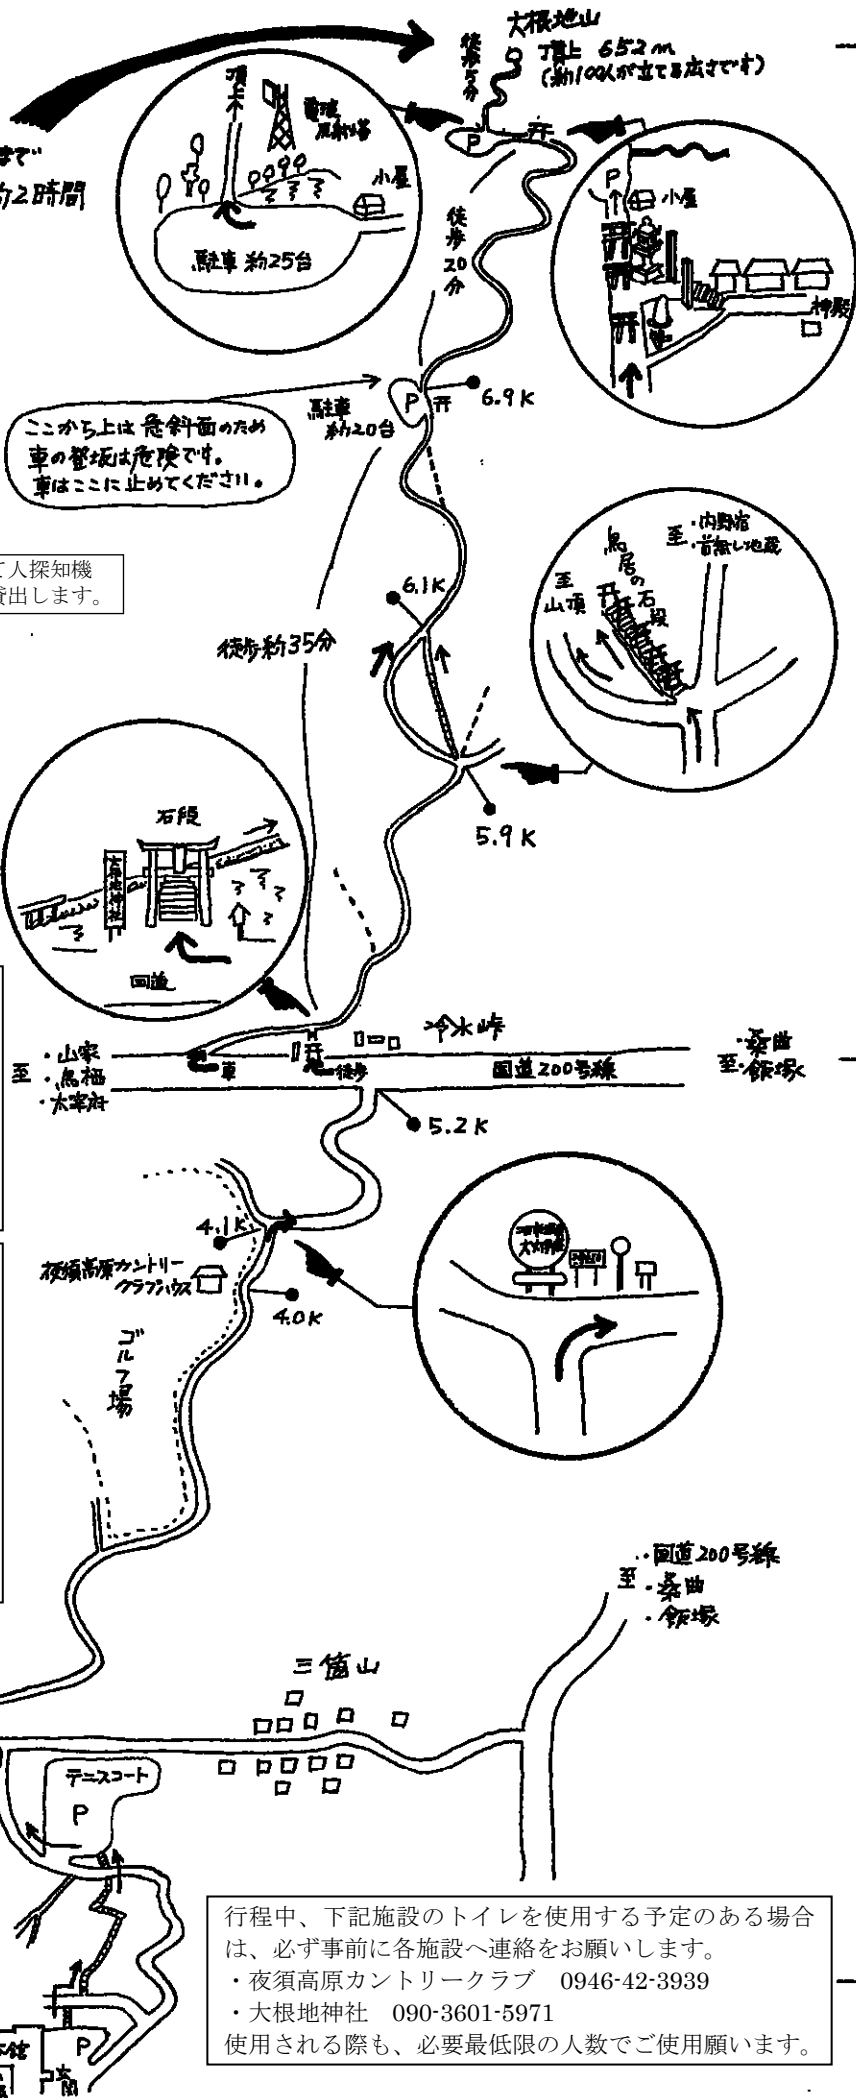 大根地山
頂上 652m
(約100人が立てる広さです)
徒歩5分
まで
約2時間
頂上へ
小屋
駐車 約25台
P
开
P
小屋
神殿
徒歩20分
6.9K
P
駐車
約20台
ここから上は急斜面のため
車の登坂は危険です。
車はここに止めてください。
て人探知機
貸出します。
至
・内野宿
・首無し地蔵
鳥居の石段
至
山頂
6.1K
徒歩約35分
5.9K
石段
大根地神社
国道
冷水峠
至
・山家
・鳥栖
・太宰府
車
徒歩
国道200号線
至
・桑曲
・飯塚
5.2K
4.1K
夜須高原カントリー
クラブハウス
4.0K
ゴルフ場
至
・国道200号線
・桑曲
・飯塚
三箇山
テニスコート
P
行程中、下記施設のトイレを使用する予定のある場合
は、必ず事前に各施設へ連絡をお願いします。
・夜須高原カントリークラブ 0946-42-3939
・大根地神社 090-3601-5971
使用される際も、必要最低限の人数でご使用願います。
P
玄関